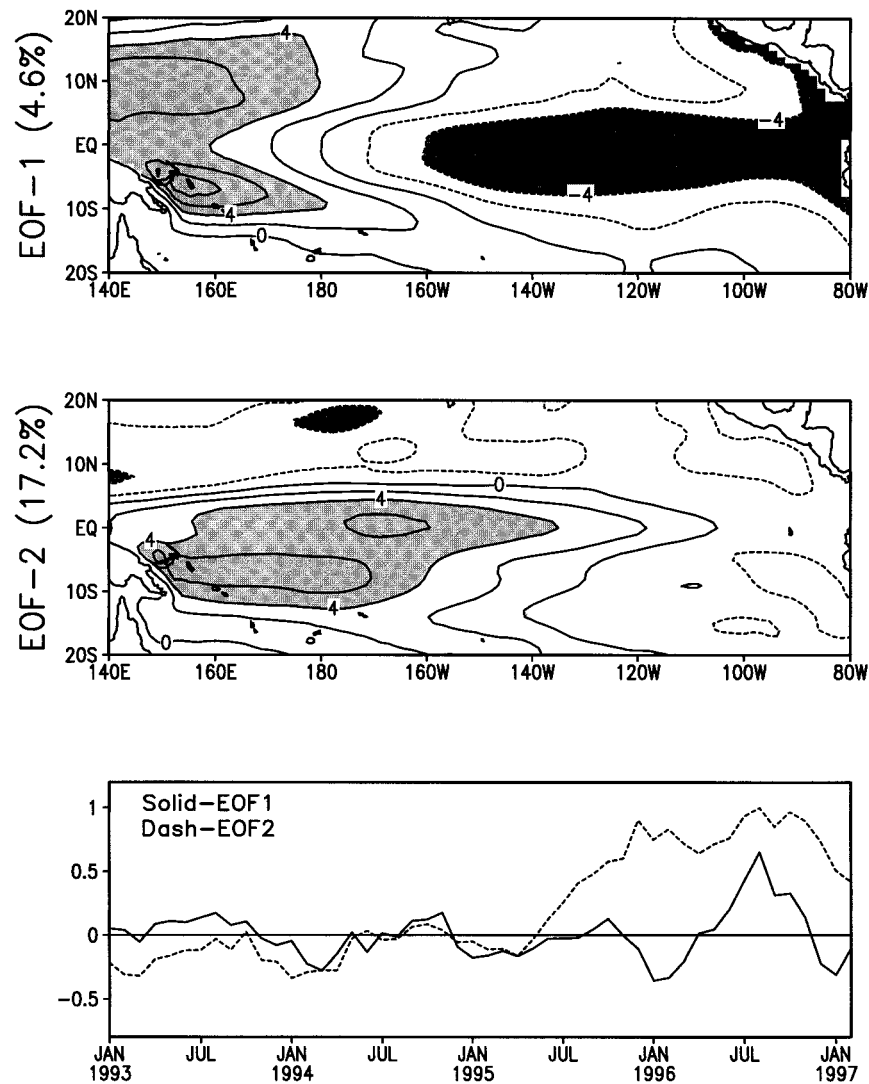 EOF-1 (4.6%)
20N
10N
EQ
10S
20S
4
-4
-4
4
0
140E 160E 180 160W 140W 120W 100W 80W
EOF-2 (17.2%)
20N
10N
EQ
10S
20S
0
4
4
4
0
140E 160E 180 160W 140W 120W 100W 80W
Solid-EOF1
Dash-EOF2
1
0.5
0
-0.5
JAN JUL JAN JUL JAN JUL JAN JUL JAN
1993 1994 1995 1996 1997